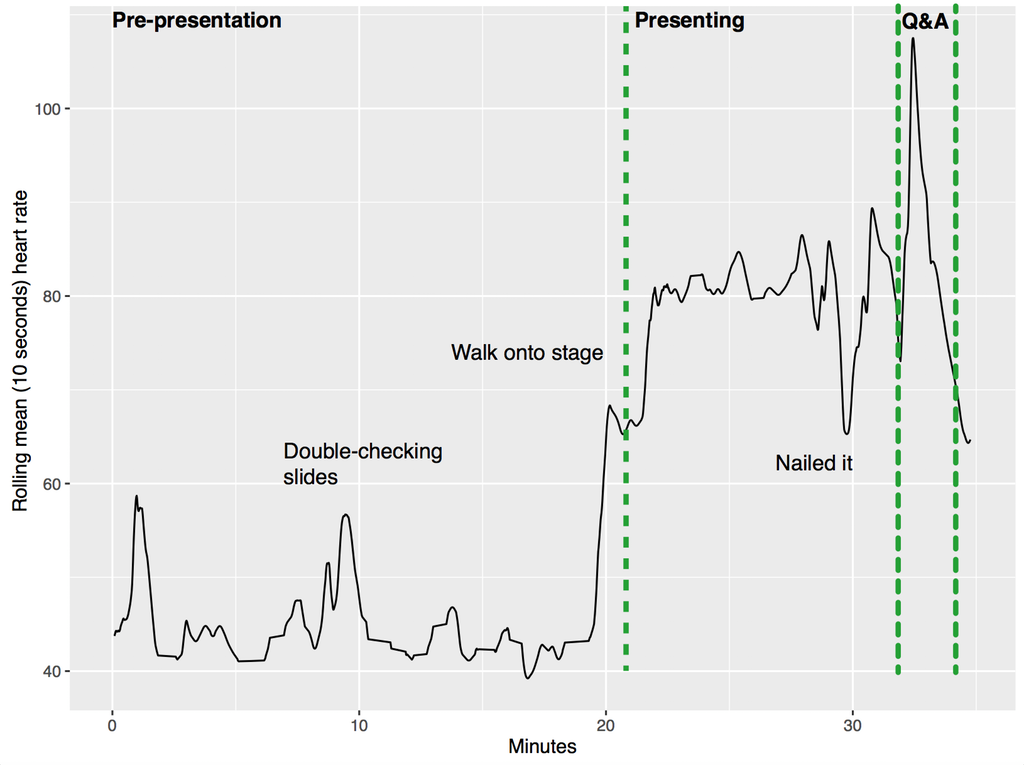 Pre-presentation
Presenting
Q&A
100
80
60
40
Rolling mean (10 seconds) heart rate
Walk onto stage
Double-checking
slides
Nailed it
0
10
20
30
Minutes